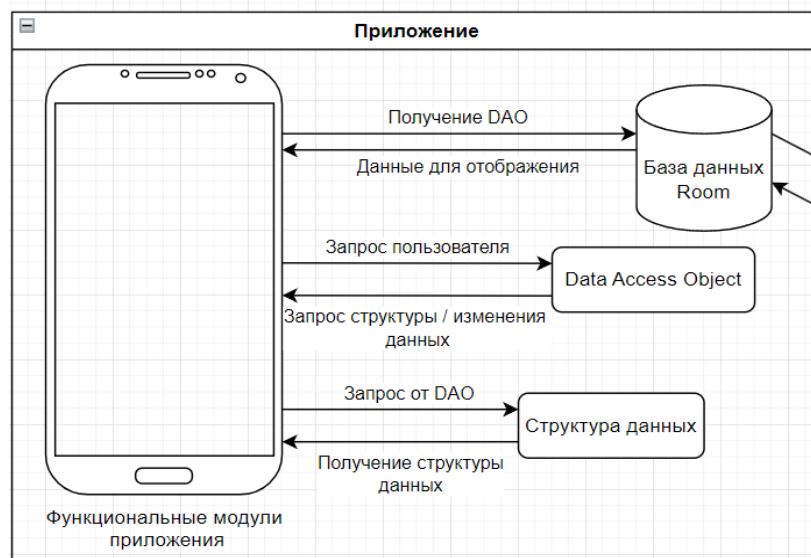 Приложение
Получение DAO
Данные для отображения
База данных
Room
Запрос пользователя
Data Access Object
Запрос структуры / изменения
данных
Запрос от DAO
Структура данных
Получение структуры
данных
Функциональные модули
приложения